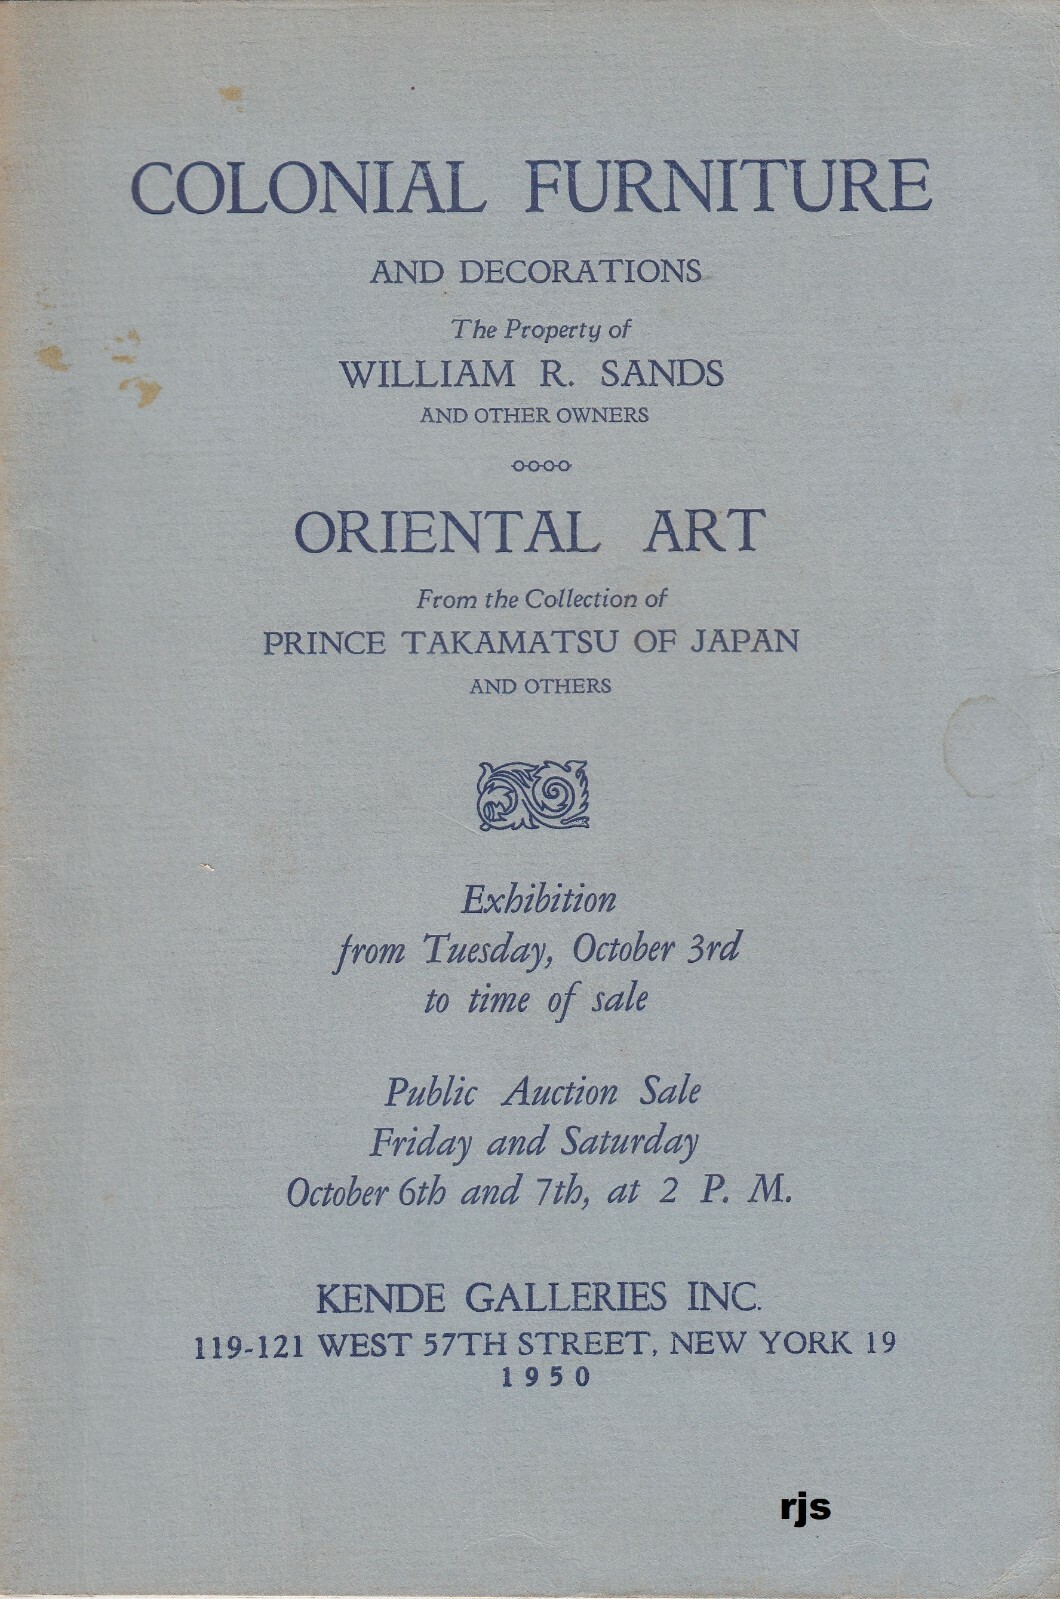 COLONIAL FURNITURE
AND DECORATIONS
The Property of
WILLIAM R. SANDS
AND OTHER OWNERS
ORIENTAL ART
From the Collection of
PRINCE TAKAMATSU OF JAPAN
AND OTHERS
Exhibition
from Tuesday, October 3rd
to time of sale
Public Auction Sale
Friday and Saturday
October 6th and 7th, at 2 P. M.
KENDE GALLERIES INC.
119-121 WEST 57TH STREET, NEW YORK 19
1950
rjs